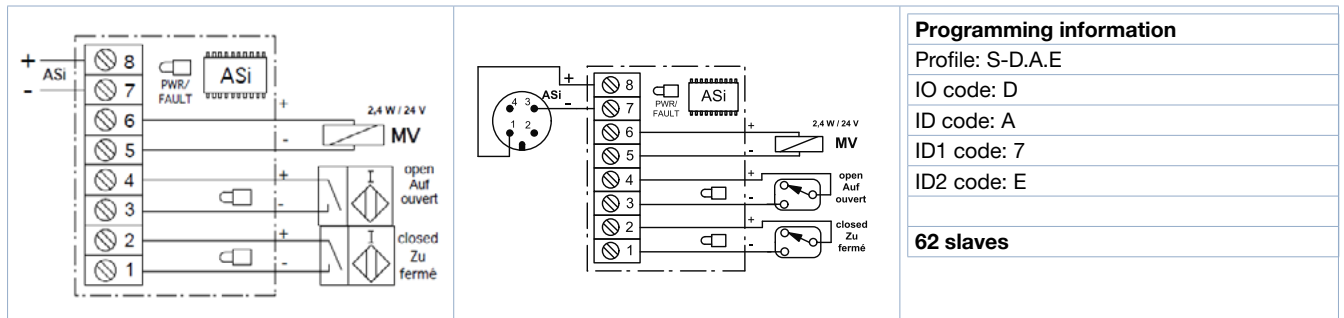 +
ASi
-
8
7
6
5
4
3
2
1
PWR/
FAULT
ASi
+
-
2,4 W / 24 V
MV
+
-
I
open
Auf
ouvert
+
-
I
closed
Zu
fermé
4 3
1 2
+
ASi
-
8
7
6
5
4
3
2
1
PWR/
FAULT
ASi
+
-
2,4 W / 24 V
MV
+
-
open
Auf
ouvert
+
-
closed
Zu
fermé
Programming information
Profile: S-D.A.E
IO code: D
ID code: A
ID1 code: 7
ID2 code: E
62 slaves